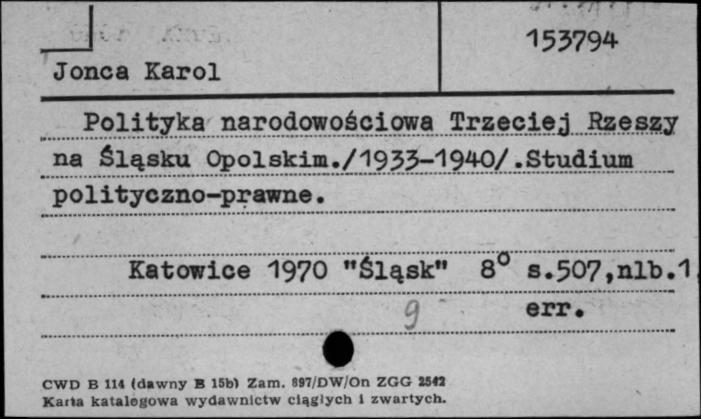 153794
Jonca Karol
Polityka narodowościowa Trzeciej Rzeszy
na Śląsku Opolskim./1933-1940/.Studium
polityczno-prawne.
Katowice 1970 "Śląsk" 8° s.507,nlb.1,
err.
9
CWD B 114 (dawny B 15b) Zam. 897/DW/On ZGG 2542
Karta katalogowa wydawnictw ciągłych i zwartych.